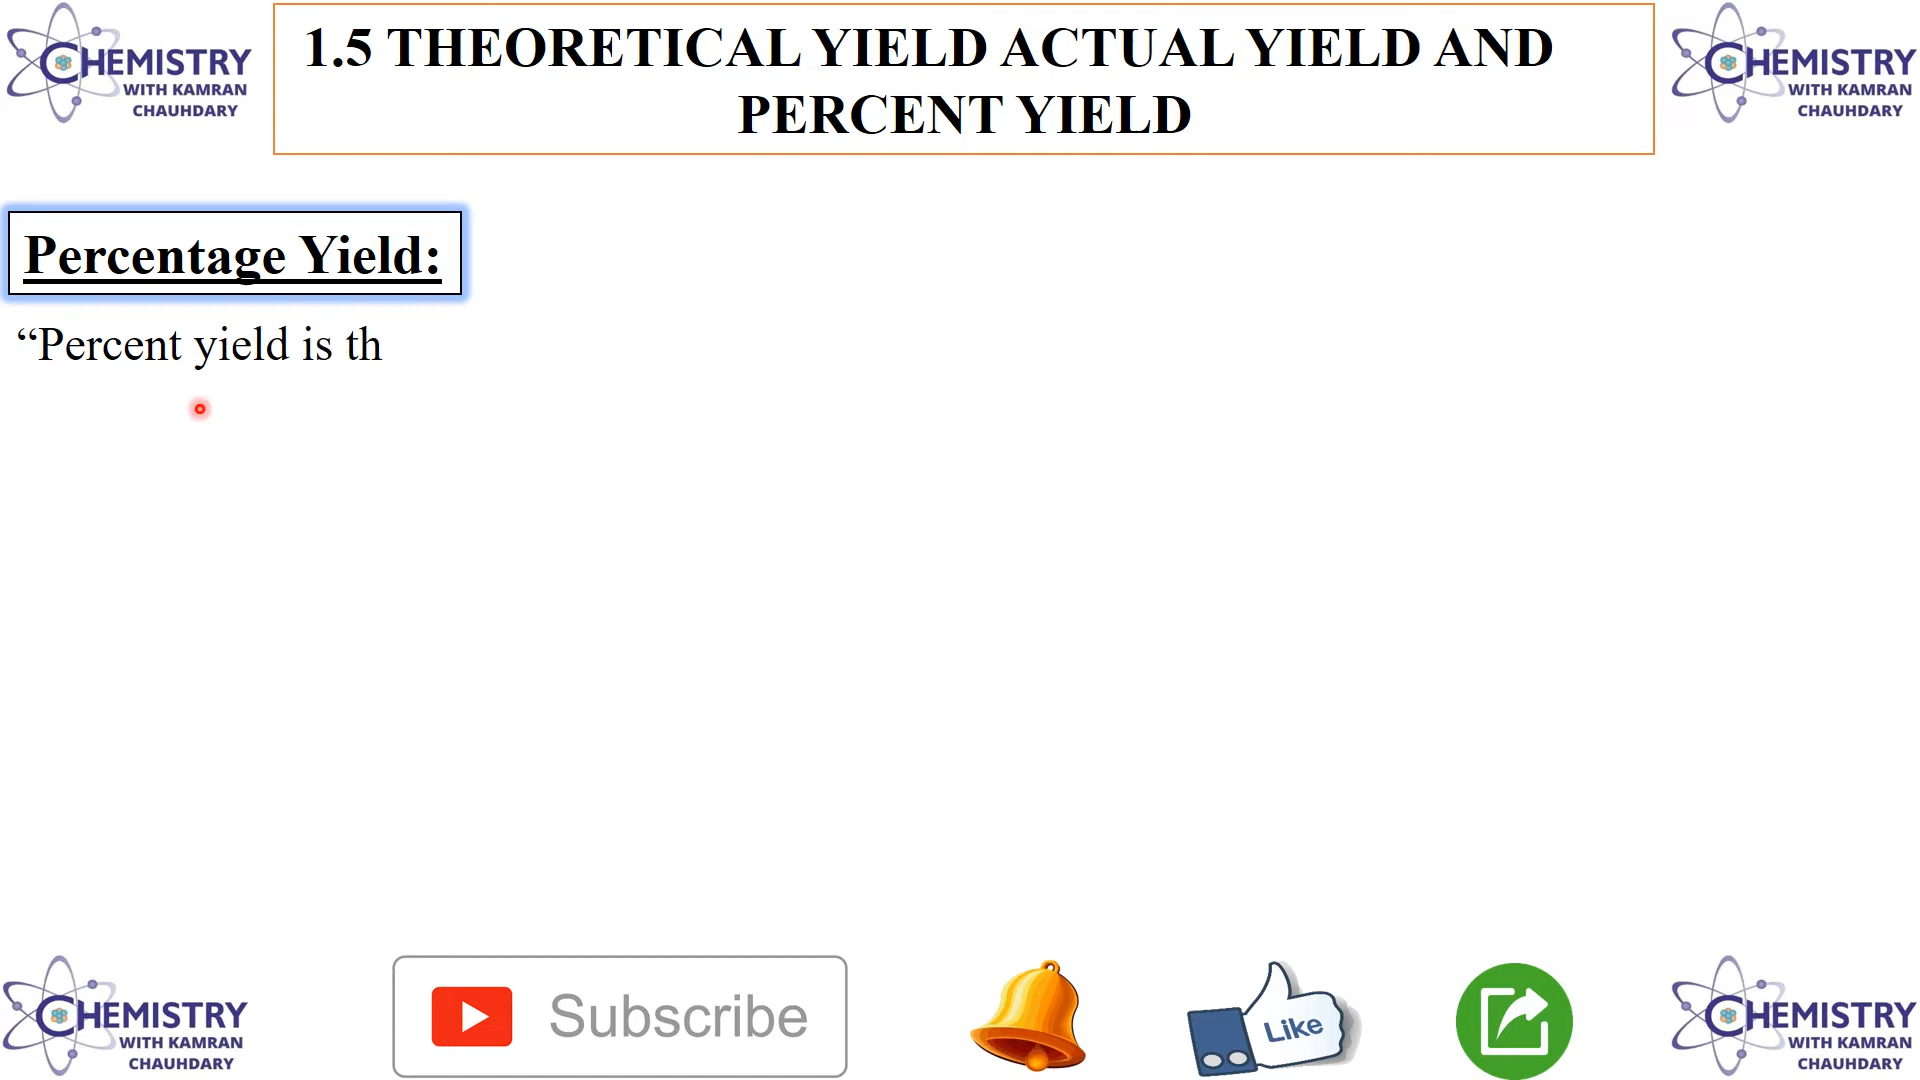 CHEMISTRY
WITH KAMRAN
CHAUHDARY
1.5 THEORETICAL YIELD ACTUAL YIELD AND
PERCENT YIELD
CHEMISTRY
WITH KAMRAN
CHAUHDARY
Percentage Yield:
“Percent yield is th
CHEMISTRY
WITH KAMRAN
CHAUHDARY
Subscribe
Like
CHEMISTRY
WITH KAMRAN
CHAUHDARY